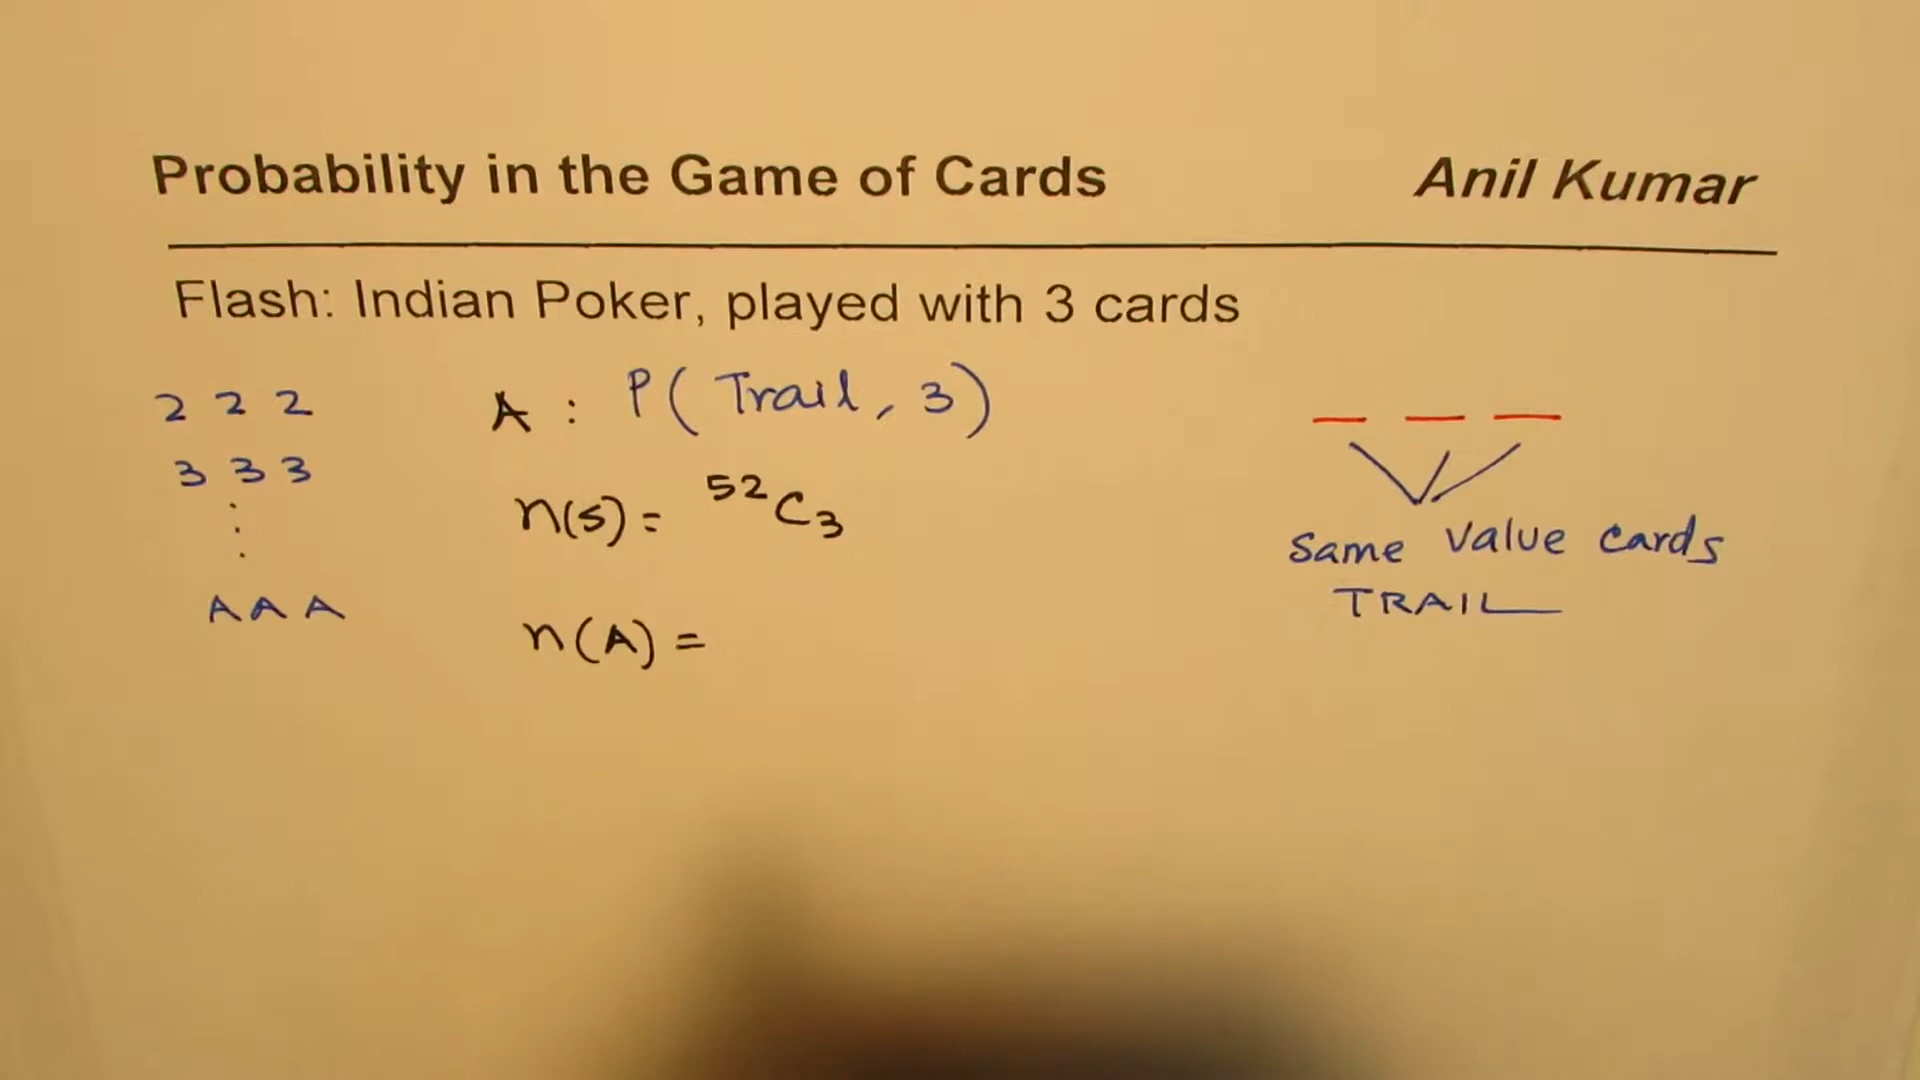 Probability in the Game of Cards
Anil Kumar
Flash: Indian Poker, played with 3 cards
2 2 2
3 3 3
⋮
A A A
A : P(Trail, 3)
n(s) = ⁵²C₃
n(A) =
Same Value Cards
TRAIL